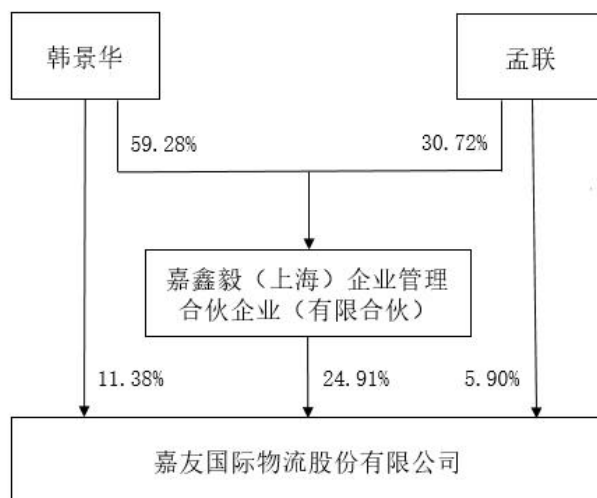 韩景华
孟联
59.28%
30.72%
嘉鑫毅（上海）企业管理
合伙企业（有限合伙）
11.38%
24.91%
5.90%
嘉友国际物流股份有限公司